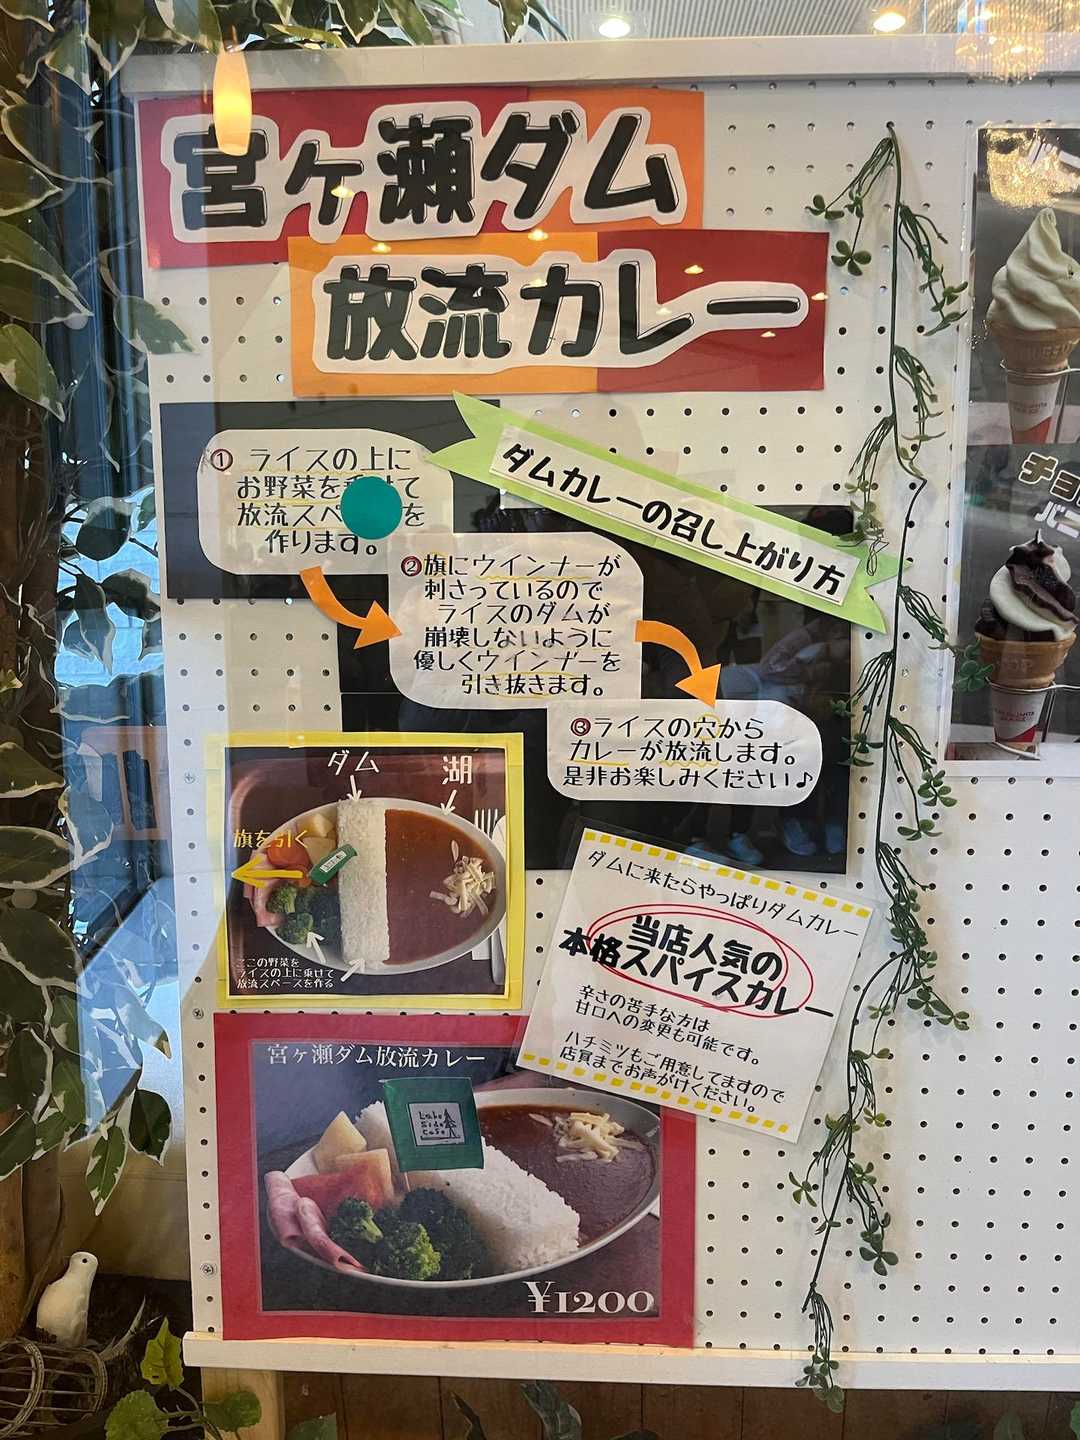 宮ヶ瀬ダム
放流カレー
ダムカレーの召し上がり方
① ライスの上に
お野菜を乗せて
放流スペ を
作ります。
②旗にウインナーが
刺さっているので
ライスのダムが
崩壊しないように
優しくウインナーを
引き抜きます。
③ライスの穴から
カレーが放流します。
是非お楽しみください♪
ダム
湖
旗を引く
ここの野菜を
ライスの上に乗せて
放流スペースを作る
ダムに来たらやっぱりダムカレー
当店人気の
本格スパイスカレー
辛さの苦手な方は
甘口への変更も可能です。
ハチミツもご用意してますので
店員までお声がけください。
宮ヶ瀬ダム放流カレー
Lake
Side
Cafe
¥1200
チョ
バニ